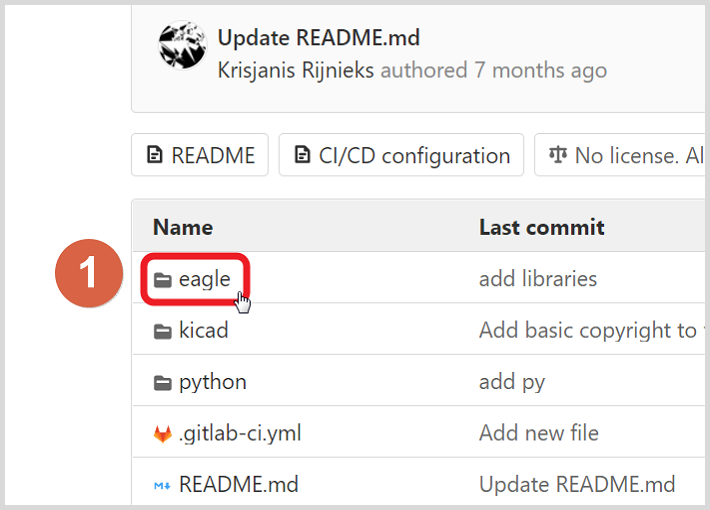 Update README.md
Krisjanis Rijnieks authored 7 months ago
README CI/CD configuration No license. Al
Name Last commit
1
eagle add libraries
kicad Add basic copyright to
python add py
.gitlab-ci.yml Add new file
README.md Update README.md